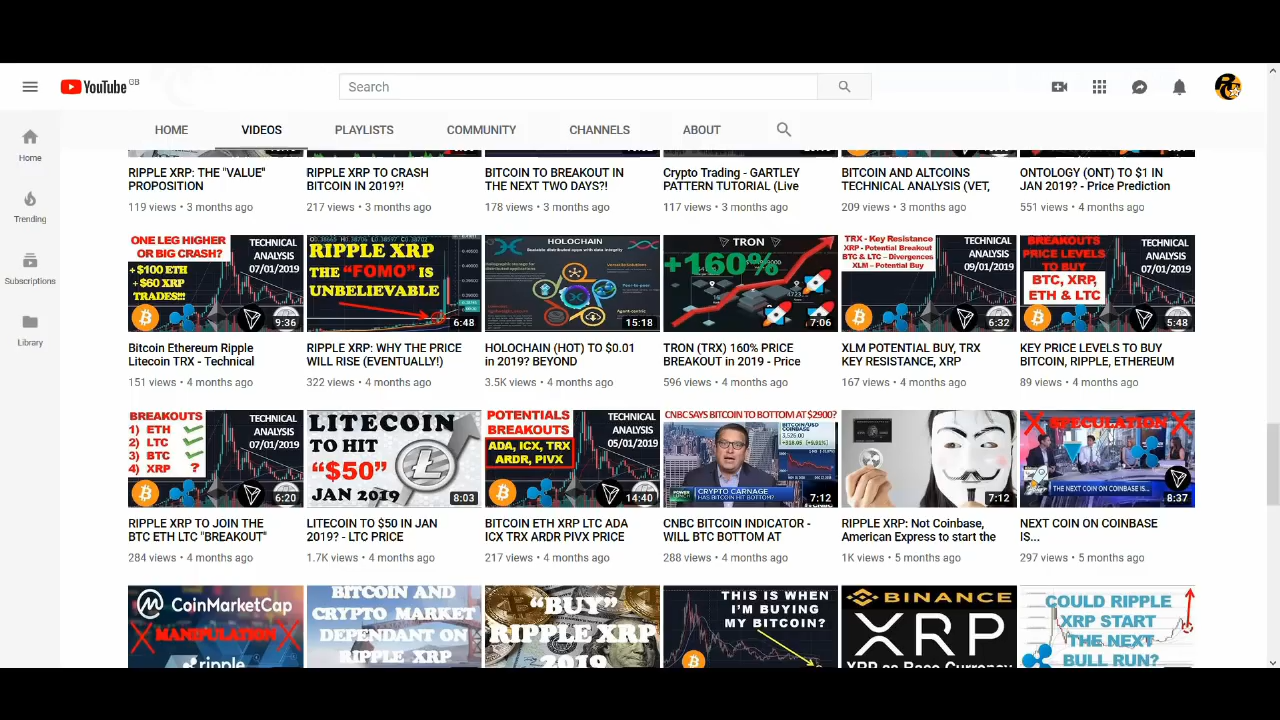 YouTube GB
Search
HOME VIDEOS PLAYLISTS COMMUNITY CHANNELS ABOUT
Home
Trending
Subscriptions
Library
RIPPLE XRP: THE "VALUE"
PROPOSITION
119 views • 3 months ago
RIPPLE XRP TO CRASH
BITCOIN IN 2019?!
217 views • 3 months ago
BITCOIN TO BREAKOUT IN
THE NEXT TWO DAYS?!
178 views • 3 months ago
Crypto Trading - GARTLEY
PATTERN TUTORIAL (Live
117 views • 3 months ago
BITCOIN AND ALTCOINS
TECHNICAL ANALYSIS (VET,
209 views • 3 months ago
ONTOLOGY (ONT) TO $1 IN
JAN 2019? - Price Prediction
551 views • 4 months ago
ONE LEG HIGHER
OR BIG CRASH?
+$100 ETH
+$60 XRP
TRADES!!!
TECHNICAL
ANALYSIS
07/01/2019
9:36
Bitcoin Ethereum Ripple
Litecoin TRX - Technical
151 views • 4 months ago
RIPPLE XRP
THE "FOMO" IS
UNBELIEVABLE
6:48
RIPPLE XRP: WHY THE PRICE
WILL RISE (EVENTUALLY!)
322 views • 4 months ago
HOLOCHAIN
15:18
HOLOCHAIN (HOT) TO $0.01
in 2019? BEYOND
3.5K views • 4 months ago
TRON
+160%
7:06
TRON (TRX) 160% PRICE
BREAKOUT in 2019 - Price
596 views • 4 months ago
TRX - Key Resistance
XRP - Potential Breakout
BTC & LTC – Divergences
XLM – Potential Buy
TECHNICAL
ANALYSIS
09/01/2019
6:32
XLM POTENTIAL BUY, TRX
KEY RESISTANCE, XRP
167 views • 4 months ago
BREAKOUTS
PRICE LEVELS
TO BUY
BTC, XRP,
ETH & LTC
TECHNICAL
ANALYSIS
07/01/2019
5:48
KEY PRICE LEVELS TO BUY
BITCOIN, RIPPLE, ETHEREUM
89 views • 4 months ago
BREAKOUTS
1) ETH
2) LTC
3) BTC
4) XRP ?
TECHNICAL
ANALYSIS
07/01/2019
6:20
RIPPLE XRP TO JOIN THE
BTC ETH LTC "BREAKOUT"
284 views • 4 months ago
LITECOIN
TO HIT
"$50"
JAN 2019
8:03
LITECOIN TO $50 IN JAN
2019? - LTC PRICE
1.7K views • 4 months ago
POTENTIALS
BREAKOUTS
ADA, ICX, TRX
ARDR, PIVX
TECHNICAL
ANALYSIS
05/01/2019
14:40
BITCOIN ETH XRP LTC ADA
ICX TRX ARDR PIVX PRICE
217 views • 4 months ago
CNBC SAYS BITCOIN TO BOTTOM AT $2900?
BITCOIN/USD
COINBASE
3,526.00
CRYPTO CARNAGE
HAS BITCOIN HIT BOTTOM?
7:12
CNBC BITCOIN INDICATOR -
WILL BTC BOTTOM AT
288 views • 4 months ago
7:12
RIPPLE XRP: Not Coinbase,
American Express to start the
1K views • 5 months ago
SPECULATION
THE NEXT COIN ON COINBASE IS...
8:37
NEXT COIN ON COINBASE
IS...
297 views • 5 months ago
CoinMarketCap
MANIPULATION
ripple
BITCOIN AND
CRYPTO MARKET
DEPENDANT ON
RIPPLE XRP
"BUY"
RIPPLE XRP
2019
THIS IS WHEN
I'M BUYING
MY BITCOIN?
BINANCE
XRP
XRP as Base Currency
COULD RIPPLE
XRP START
THE NEXT
BULL RUN?